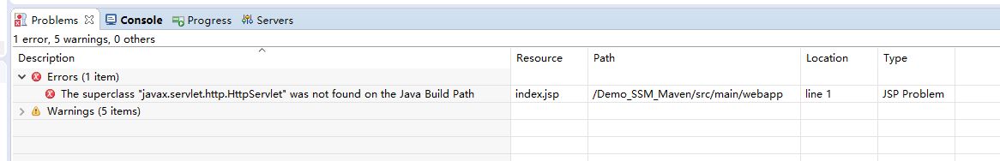 Problems Console Progress Servers
1 error, 5 warnings, 0 others
Description Resource Path Location Type
Errors (1 item)
The superclass "javax.servlet.http.HttpServlet" was not found on the Java Build Path index.jsp /Demo_SSM_Maven/src/main/webapp line 1 JSP Problem
Warnings (5 items)